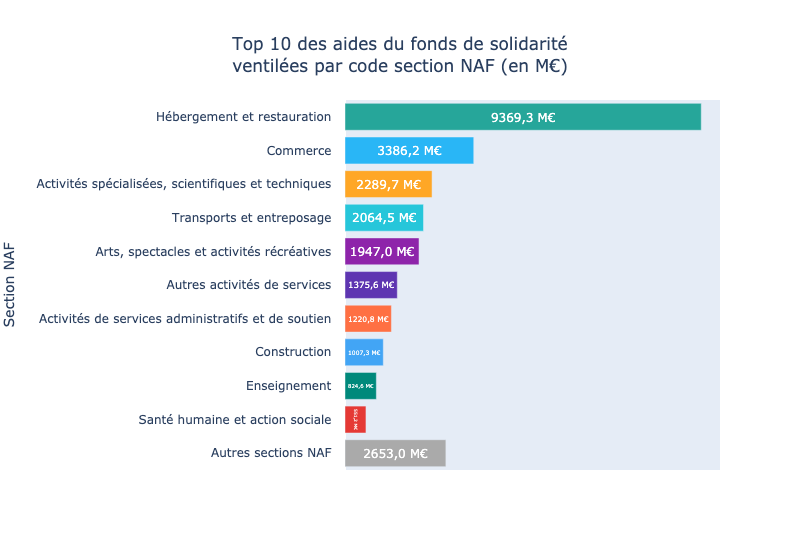 Top 10 des aides du fonds de solidarité
ventilées par code section NAF (en M€)
Section NAF
Hébergement et restauration 9369,3 M€
Commerce 3386,2 M€
Activités spécialisées, scientifiques et techniques 2289,7 M€
Transports et entreposage 2064,5 M€
Arts, spectacles et activités récréatives 1947,0 M€
Autres activités de services 1375,6 M€
Activités de services administratifs et de soutien 1220,8 M€
Construction 1007,3 M€
Enseignement 824,6 M€
Santé humaine et action sociale
Autres sections NAF 2653,0 M€